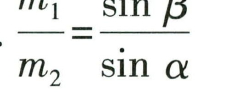 . m₁/m₂ = sin β/sin α